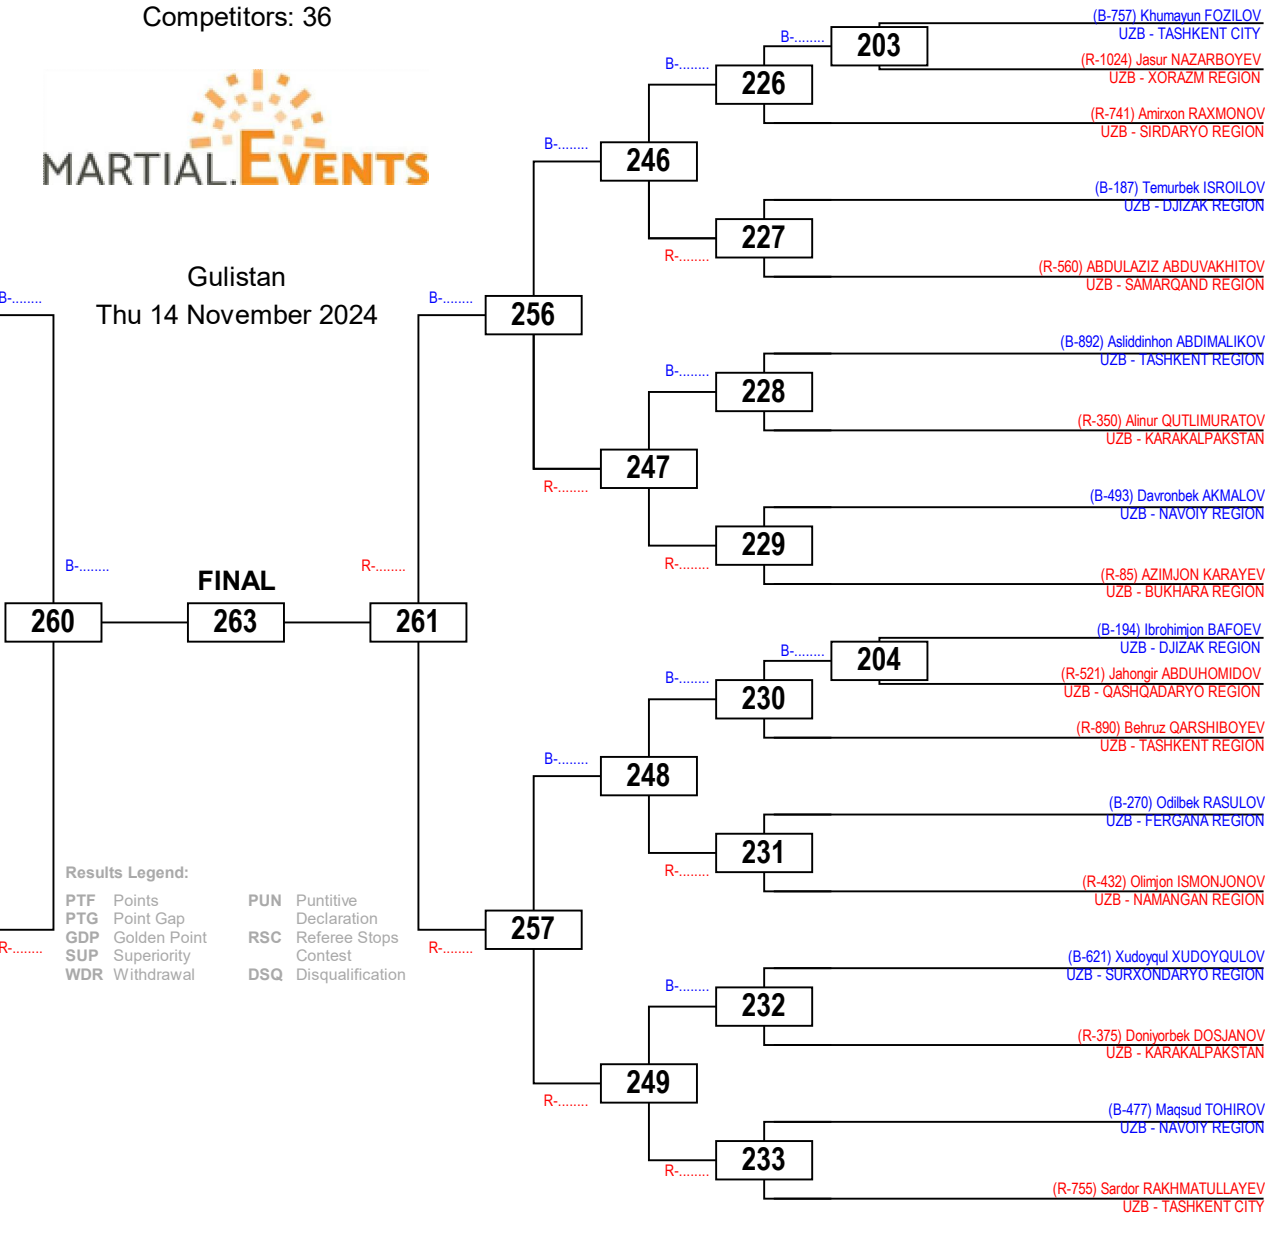 Competitors: 36
MARTIAL.EVENTS
Gulistan
Thu 14 November 2024
B-........
R-........
B-........
260
FINAL
263
R-........
261
B-........
R-........
256
257
B-........
R-........
B-........
R-........
246
247
248
249
B-........
R-........
B-........
R-........
B-........
R-........
B-........
R-........
226
227
228
229
230
231
232
233
B-........
203
B-........
204
(B-757) Khumayun FOZILOV
UZB - TASHKENT CITY
(R-1024) Jasur NAZARBOYEV
UZB - XORAZM REGION
(R-741) Amirxon RAXMONOV
UZB - SIRDARYO REGION
(B-187) Temurbek ISROILOV
UZB - DJIZAK REGION
(R-560) ABDULAZIZ ABDUVAKHITOV
UZB - SAMARQAND REGION
(B-892) Asliddinhon ABDIMALIKOV
UZB - TASHKENT REGION
(R-350) Alinur QUTLIMURATOV
UZB - KARAKALPAKSTAN
(B-493) Davronbek AKMALOV
UZB - NAVOIY REGION
(R-85) AZIMJON KARAYEV
UZB - BUKHARA REGION
(B-194) Ibrohimjon BAFOEV
UZB - DJIZAK REGION
(R-521) Jahongir ABDUHOMIDOV
UZB - QASHQADARYO REGION
(R-890) Behruz QARSHIBOYEV
UZB - TASHKENT REGION
(B-270) Odilbek RASULOV
UZB - FERGANA REGION
(R-432) Olimjon ISMONJONOV
UZB - NAMANGAN REGION
(B-621) Xudoyqul XUDOYQULOV
UZB - SURXONDARYO REGION
(R-375) Doniyorbek DOSJANOV
UZB - KARAKALPAKSTAN
(B-477) Maqsud TOHIROV
UZB - NAVOIY REGION
(R-755) Sardor RAKHMATULLAYEV
UZB - TASHKENT CITY
Results Legend:
PTF Points
PTG Point Gap
GDP Golden Point
SUP Superiority
WDR Withdrawal
PUN Puntitive
Declaration
RSC Referee Stops
Contest
DSQ Disqualification